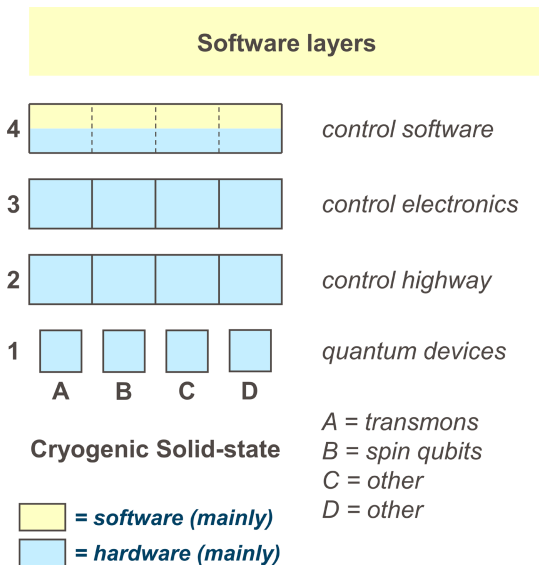 Software layers
4 control software
3 control electronics
2 control highway
1 quantum devices
A B C D
Cryogenic Solid-state
A = transmons
B = spin qubits
C = other
D = other
= software (mainly)
= hardware (mainly)